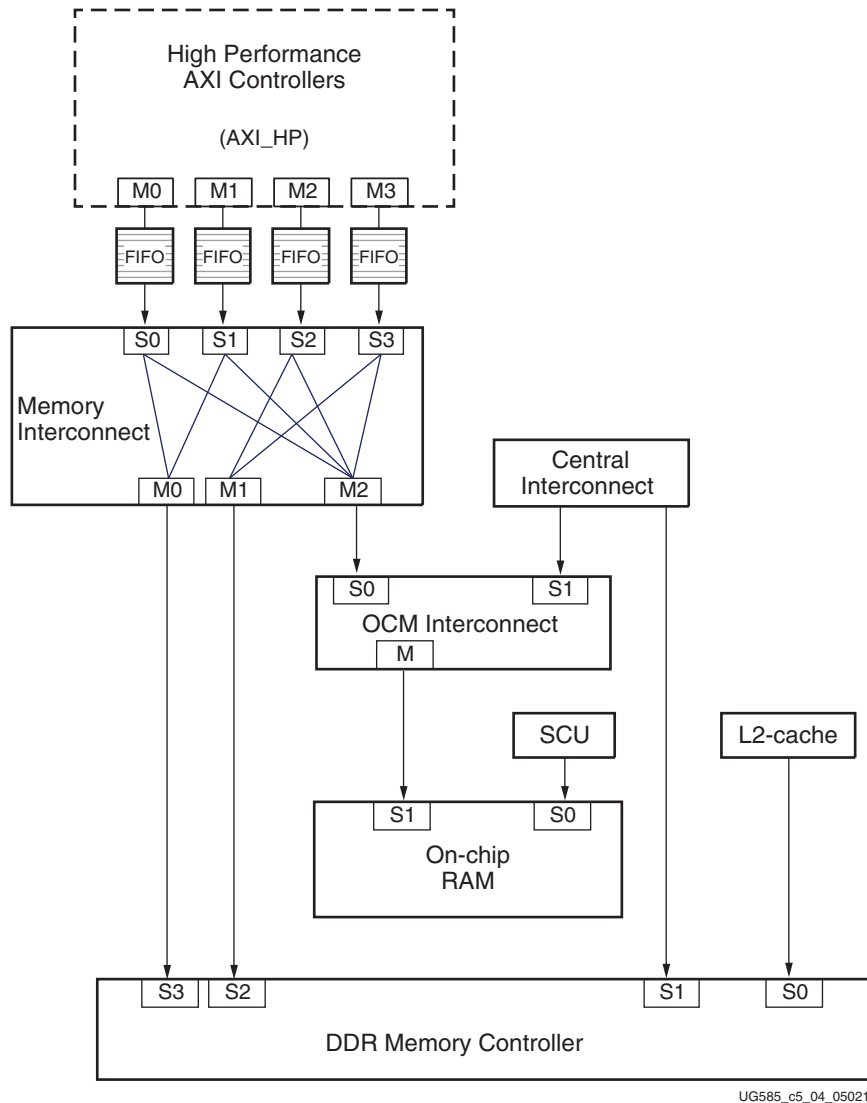 High Performance
AXI Controllers
(AXI_HP)
M0 M1 M2 M3
FIFO FIFO FIFO FIFO
S0 S1 S2 S3
Memory
Interconnect
M0 M1 M2
Central
Interconnect
S0 S1
OCM Interconnect
M
SCU
L2-cache
S1 S0
On-chip
RAM
S3 S2 S1 S0
DDR Memory Controller
UG585_c5_04_05021